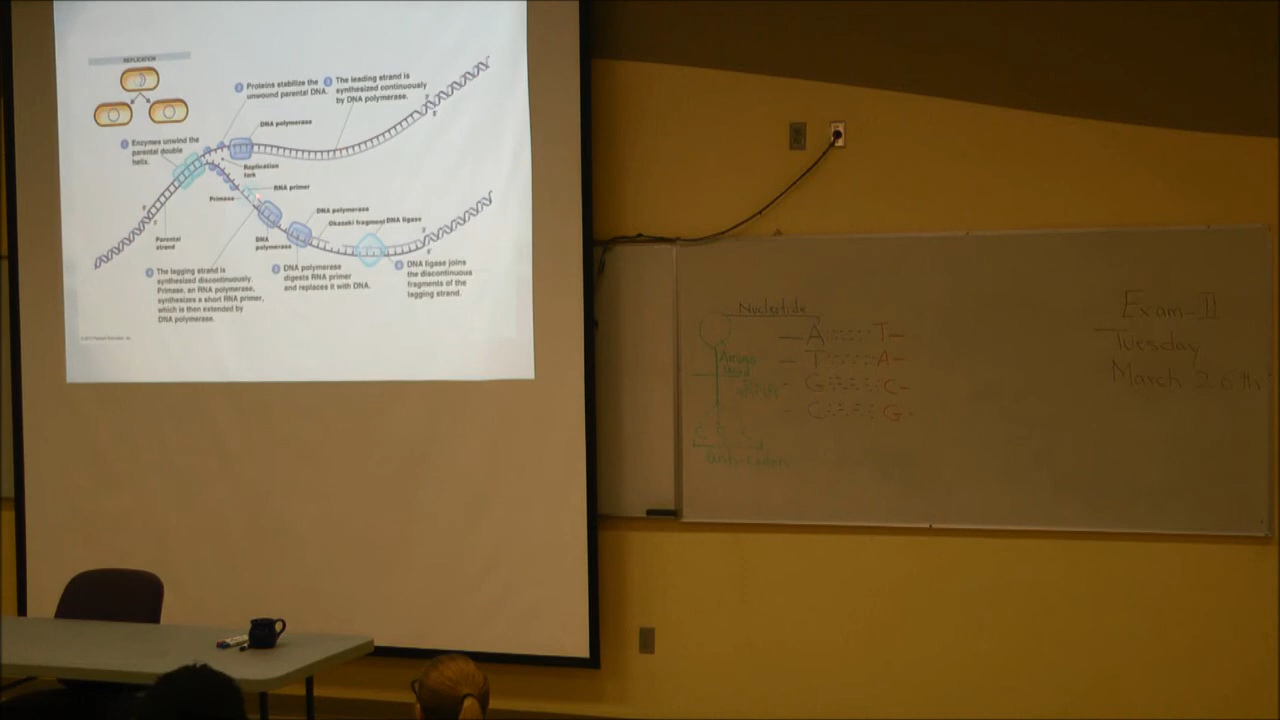 REPLICATION
Proteins stabilize the
unwound parental DNA.
The leading strand is
synthesized continuously
by DNA polymerase.
DNA polymerase
Enzymes unwind the
parental double
helix.
Replication
fork
RNA primer
Primase
DNA polymerase
Okazaki fragment
DNA ligase
Parental
strand
DNA
polymerase
The lagging strand is
synthesized discontinuously.
Primase, an RNA polymerase,
synthesizes a short RNA primer,
which is then extended by
DNA polymerase.
DNA polymerase
digests RNA primer
and replaces it with DNA.
DNA ligase joins
the discontinuous
fragments of the
lagging strand.
Nucleotide
A T
T A
G C
C G
Exam-II
Tuesday
March 26th